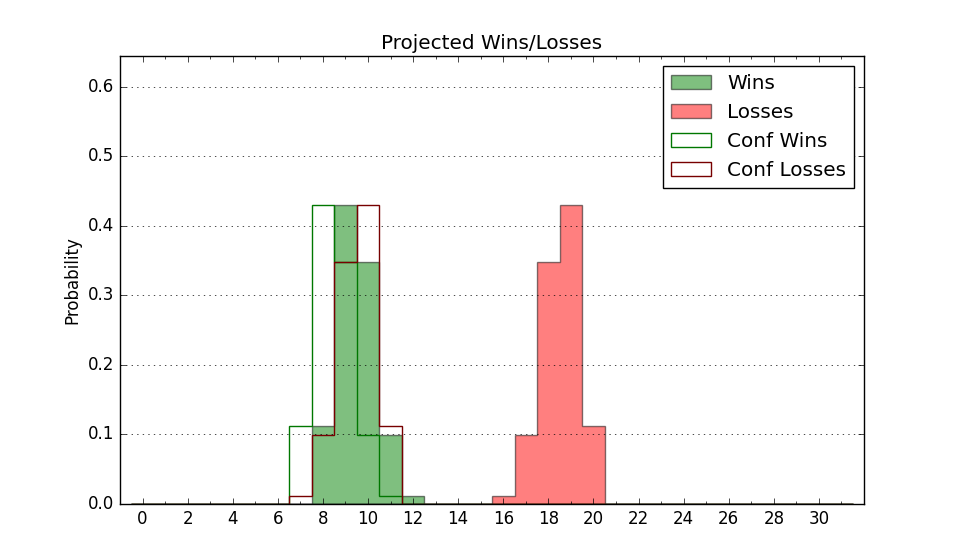 Projected Wins/Losses
Wins
Losses
Conf Wins
Conf Losses
Probability
0.6
0.5
0.4
0.3
0.2
0.1
0.0
0 2 4 6 8 10 12 14 16 18 20 22 24 26 28 30